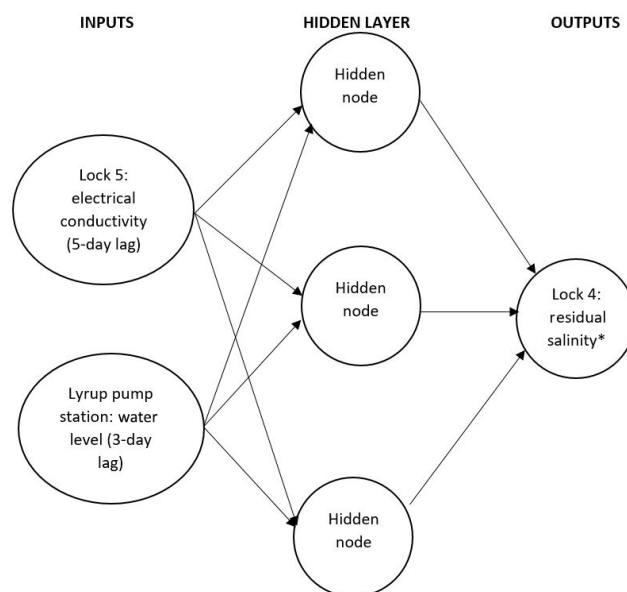 INPUTS
HIDDEN LAYER
OUTPUTS
Hidden
node
Lock 5:
electrical
conductivity
(5-day lag)
Hidden
node
Lock 4:
residual
salinity*
Lyrup pump
station: water
level (3-day
lag)
Hidden
node